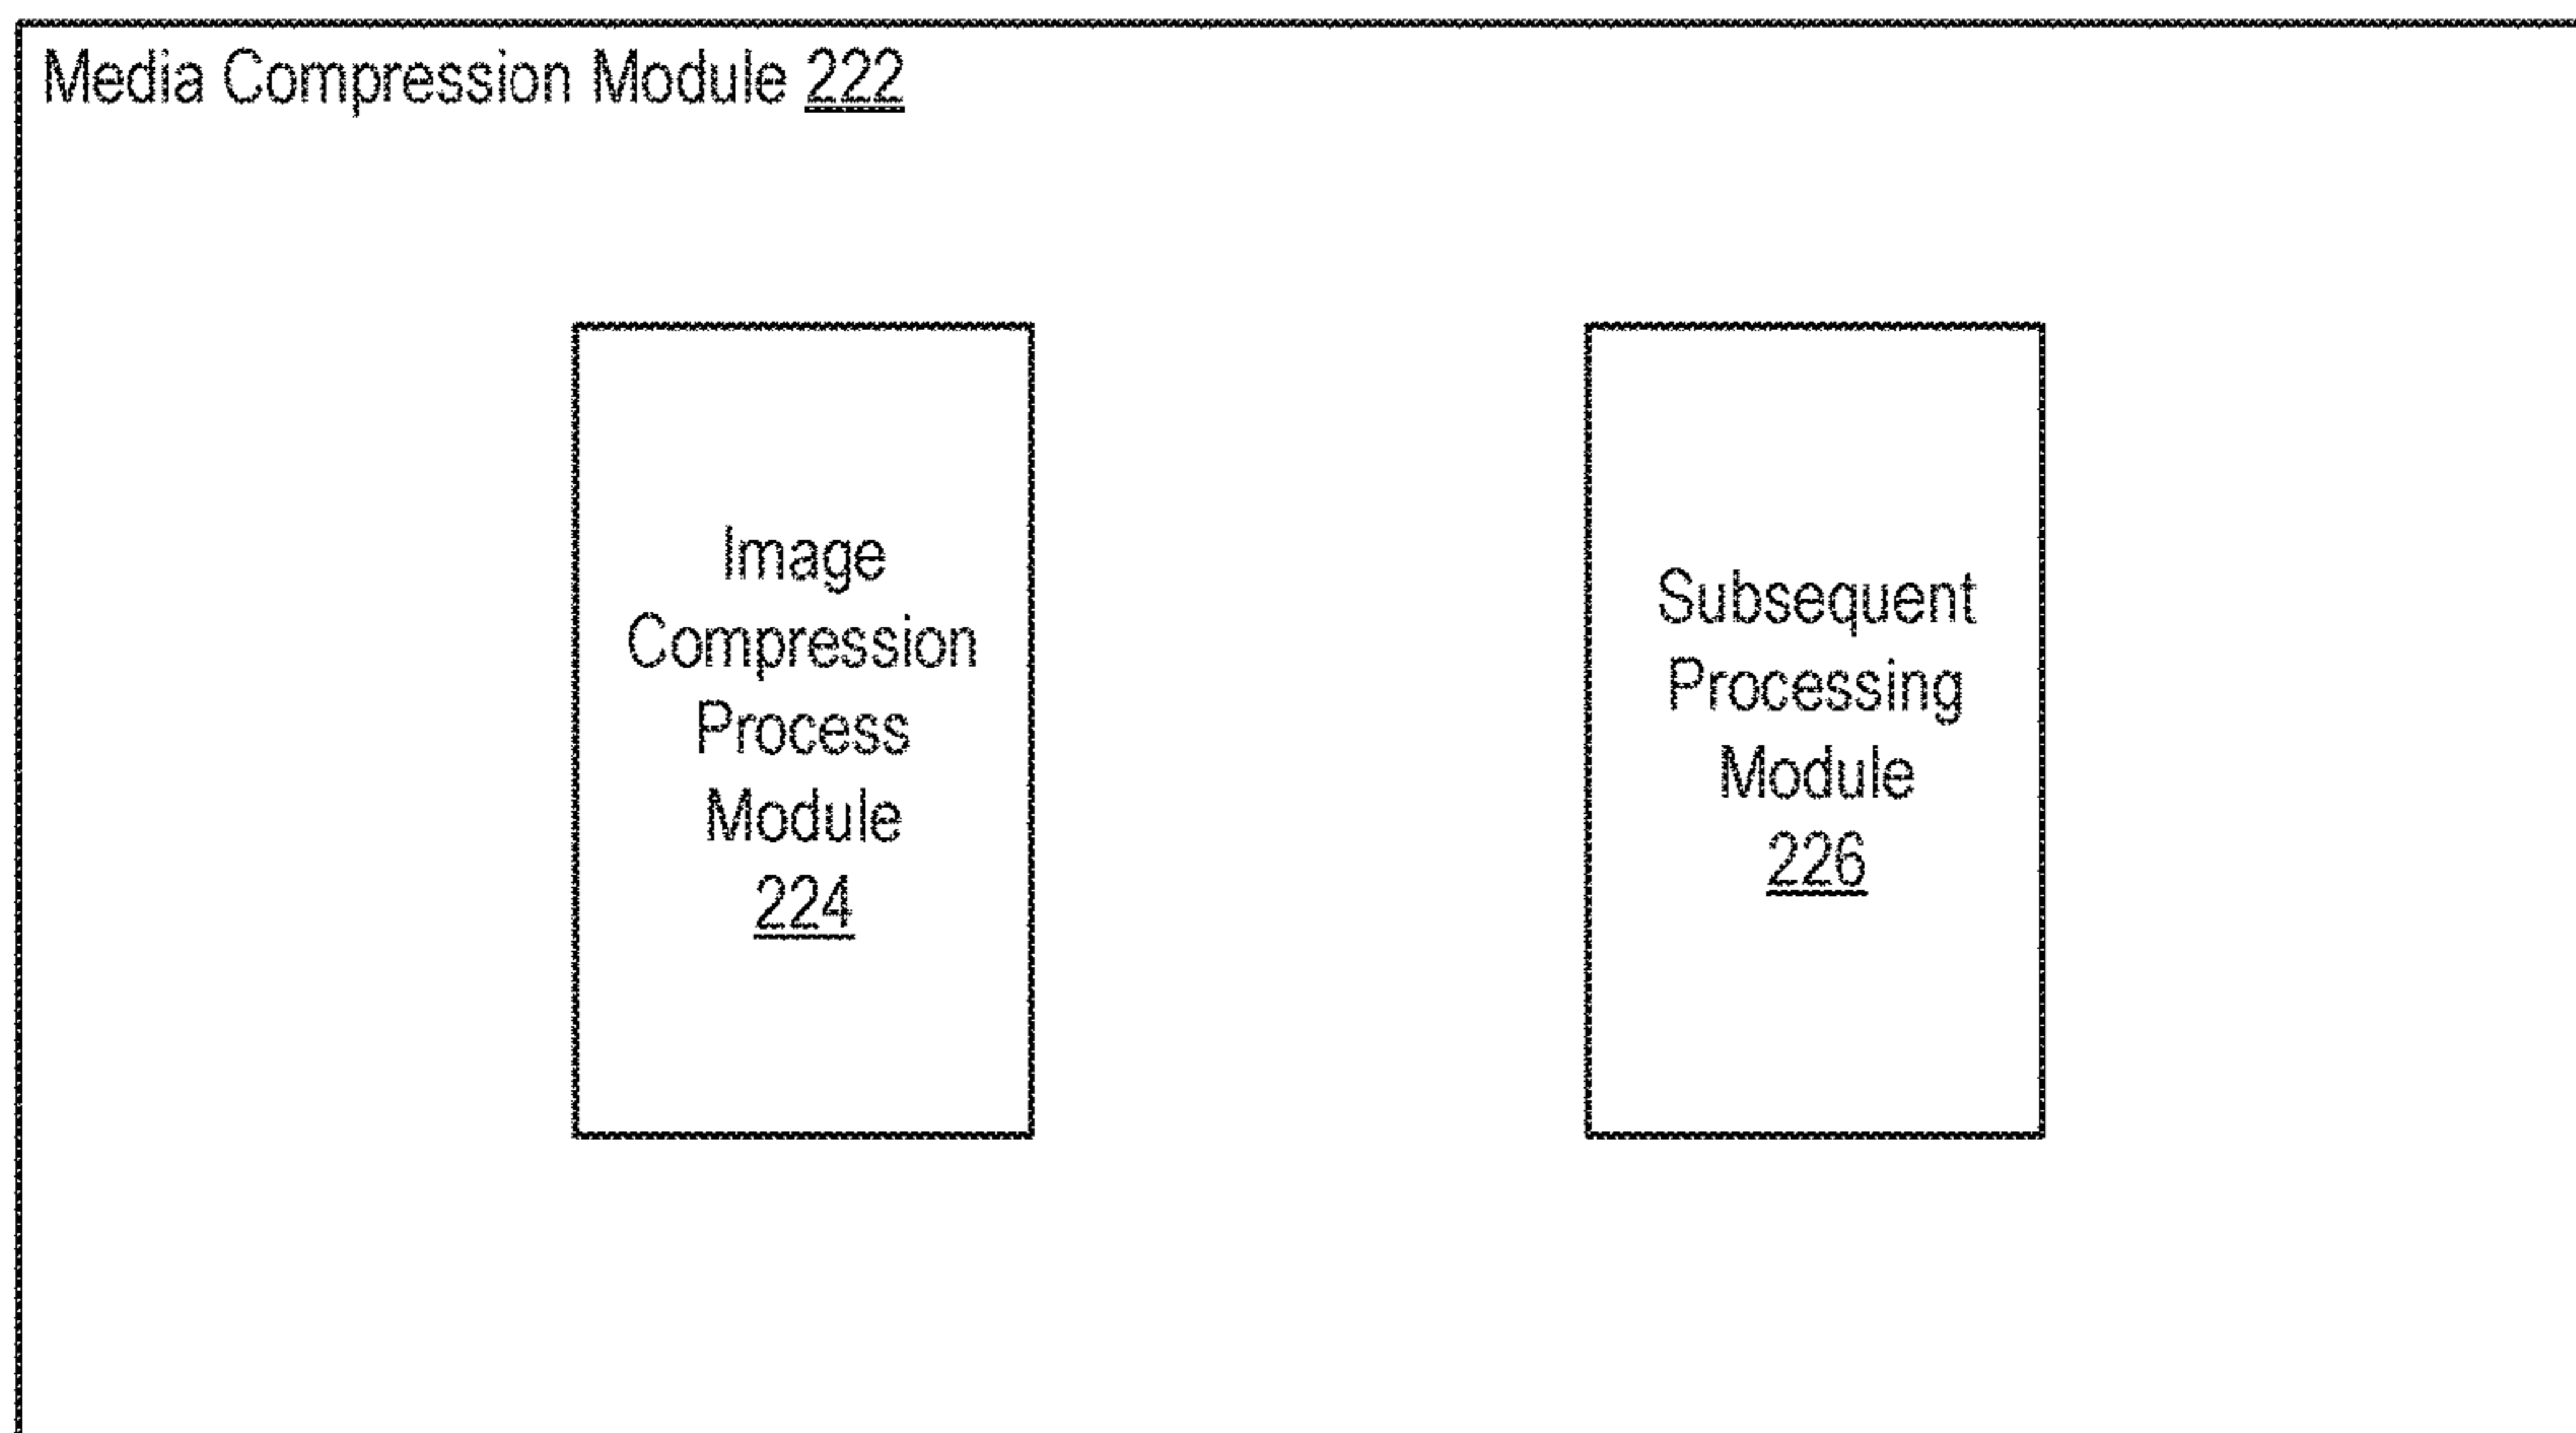 Media Compression Module 222
Image
Compression
Process
Module
224
Subsequent
Processing
Module
226